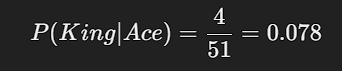 P(King|Ace) = 4/51 = 0.078